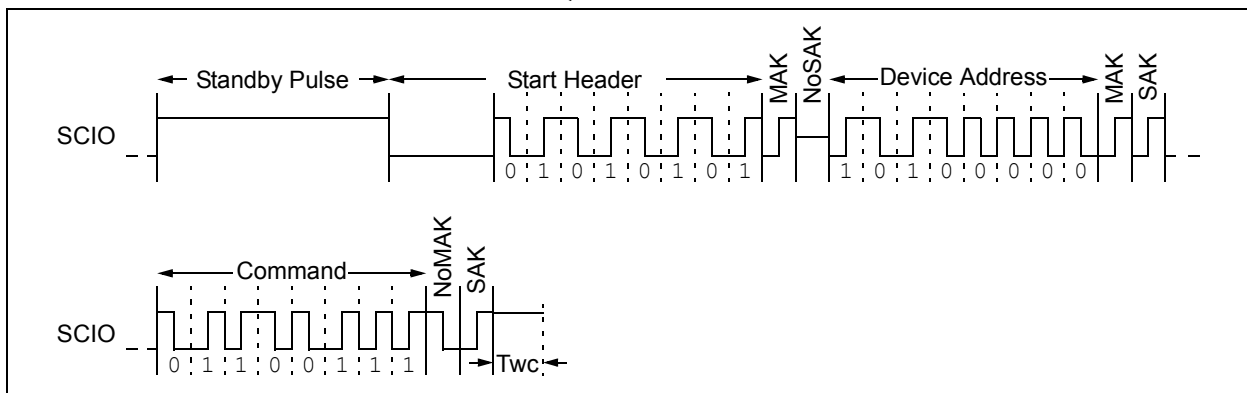 Standby Pulse
Start Header
MAK
NoSAK
Device Address
MAK
SAK
SCIO
0 1 0 1 0 1 0 1
1 0 1 0 0 0 0 0
Command
NoMAK
SAK
SCIO
0 1 1 0 0 1 1 1
Twc